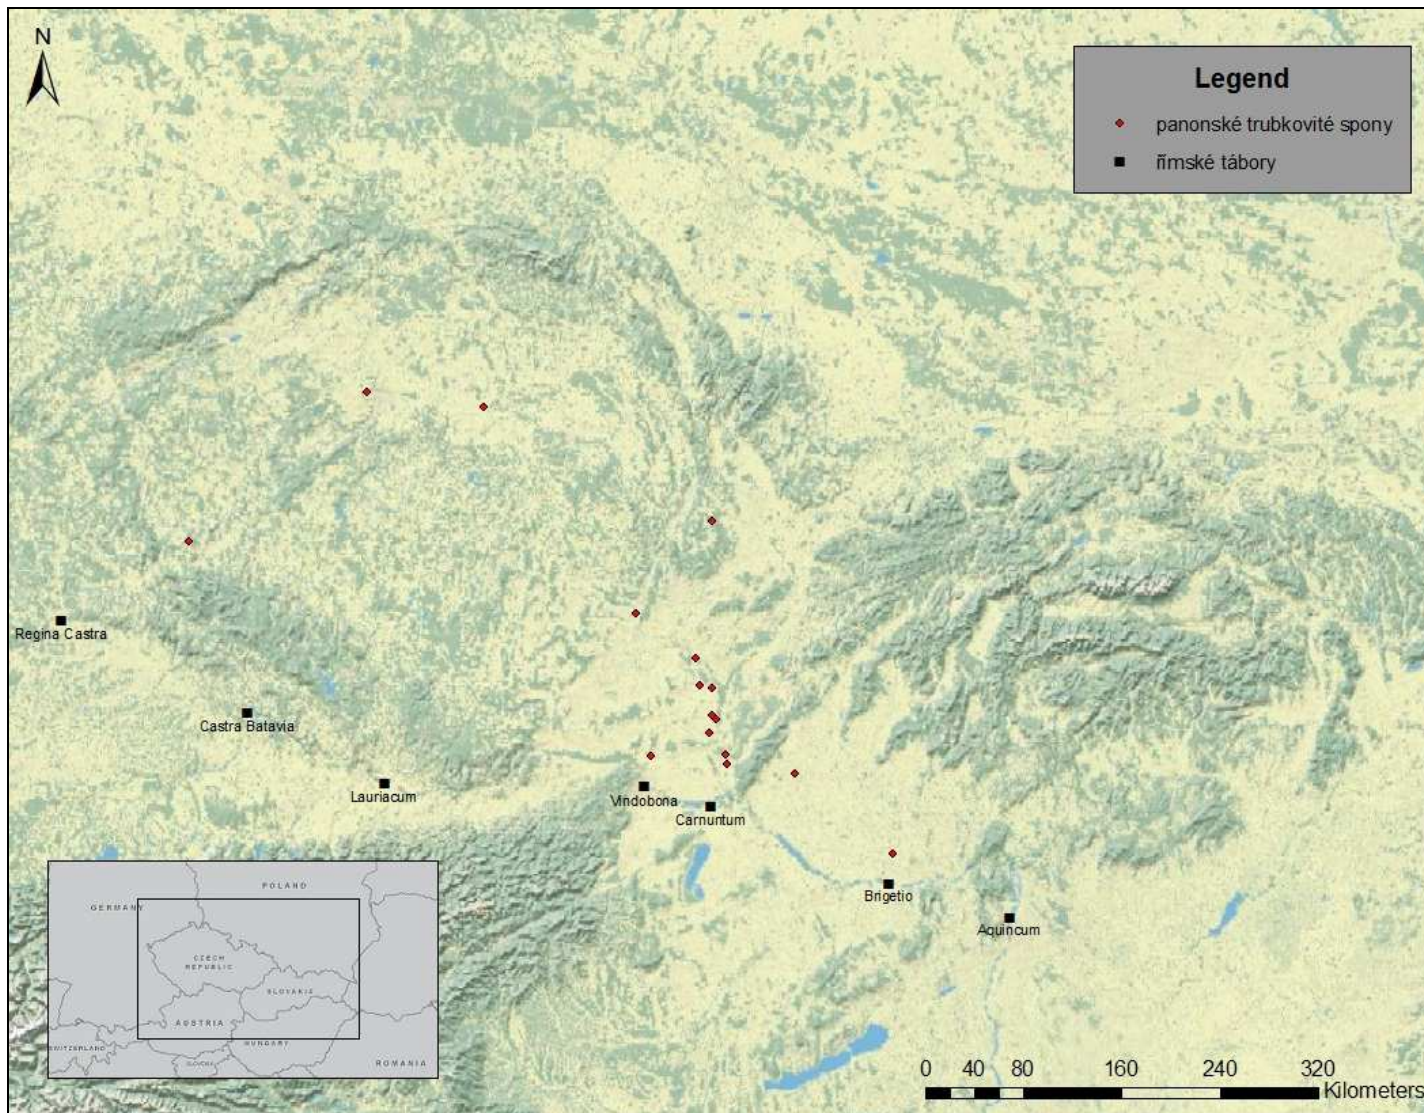 N
Legend
panonské trubkovité spony
římské tábory
Regina Castra
Castra Batavia
Lauriacum
Vindobona
Carnuntum
Brigetio
Aquincum
POLAND
GERMANY
CZECH
REPUBLIC
SLOVAKIA
AUSTRIA
HUNGARY
SWITZERLAND
ROMANIA
0 40 80 160 240 320
Kilometers